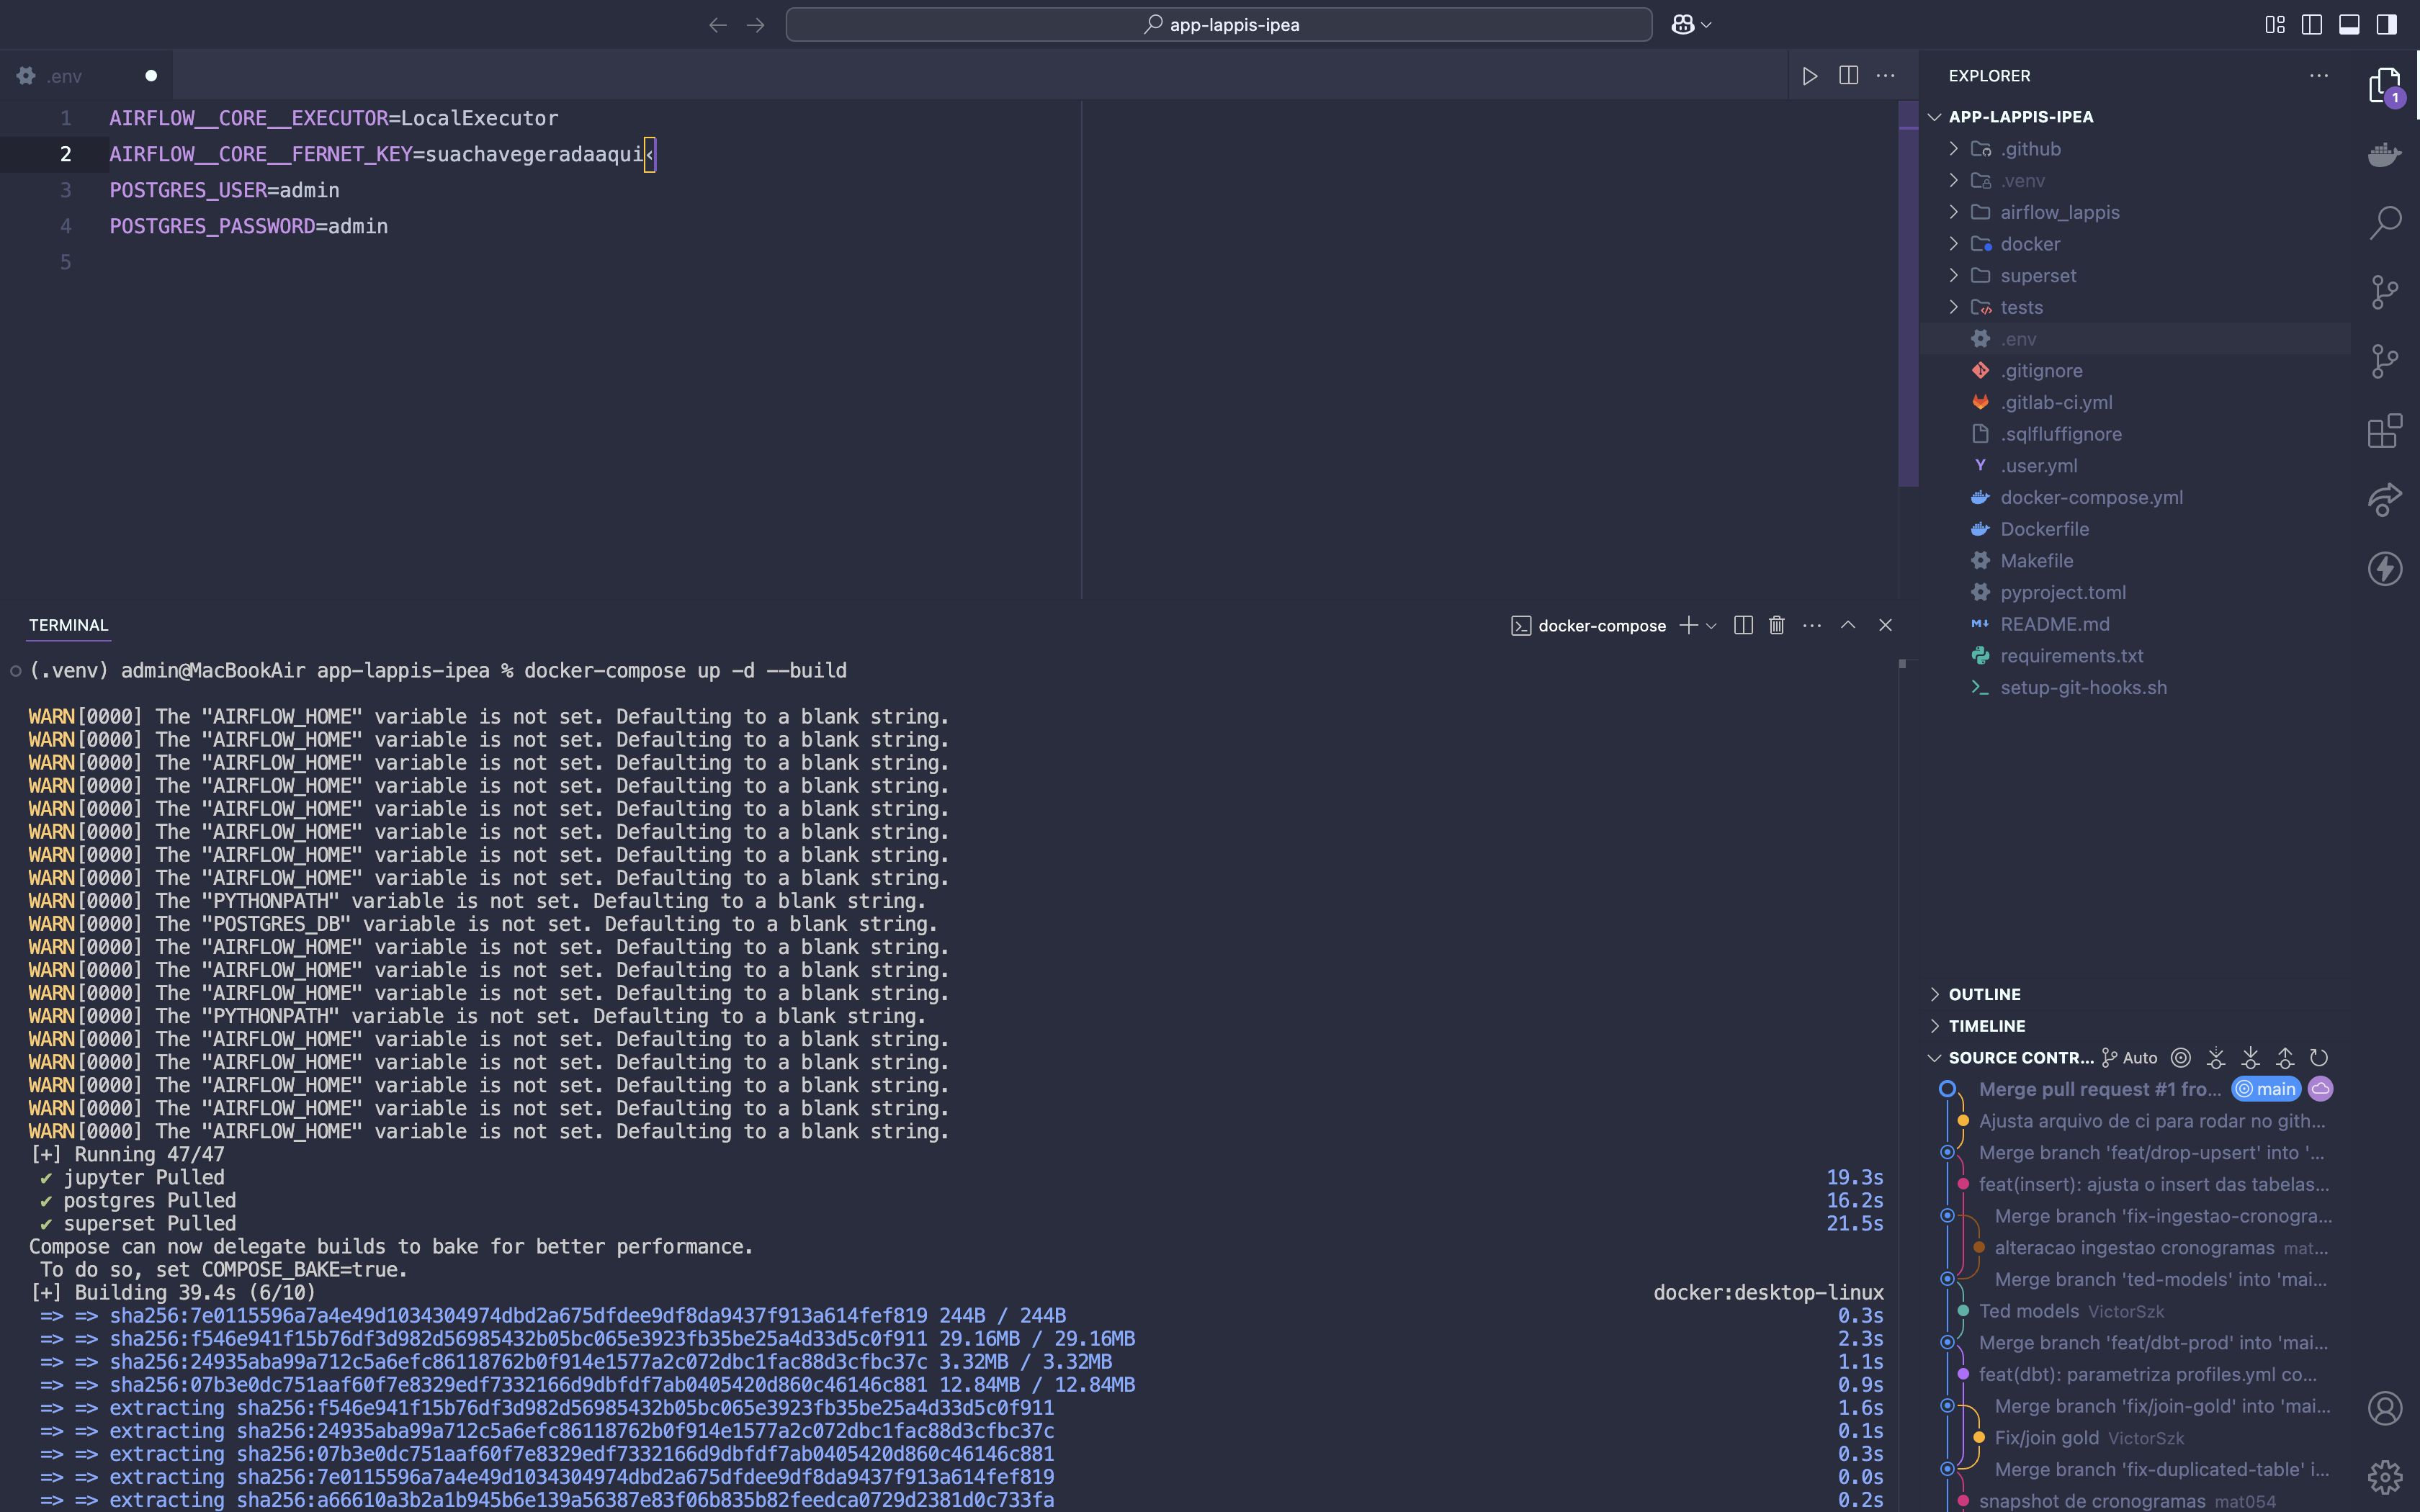 app-lappis-ipea
.env
1 AIRFLOW__CORE__EXECUTOR=LocalExecutor
2 AIRFLOW__CORE__FERNET_KEY=suachavegeradaaqui<
3 POSTGRES_USER=admin
4 POSTGRES_PASSWORD=admin
5
TERMINAL
docker-compose
(.venv) admin@MacBookAir app-lappis-ipea % docker-compose up -d --build
WARN[0000] The "AIRFLOW_HOME" variable is not set. Defaulting to a blank string.
WARN[0000] The "AIRFLOW_HOME" variable is not set. Defaulting to a blank string.
WARN[0000] The "AIRFLOW_HOME" variable is not set. Defaulting to a blank string.
WARN[0000] The "AIRFLOW_HOME" variable is not set. Defaulting to a blank string.
WARN[0000] The "AIRFLOW_HOME" variable is not set. Defaulting to a blank string.
WARN[0000] The "AIRFLOW_HOME" variable is not set. Defaulting to a blank string.
WARN[0000] The "AIRFLOW_HOME" variable is not set. Defaulting to a blank string.
WARN[0000] The "AIRFLOW_HOME" variable is not set. Defaulting to a blank string.
WARN[0000] The "PYTHONPATH" variable is not set. Defaulting to a blank string.
WARN[0000] The "POSTGRES_DB" variable is not set. Defaulting to a blank string.
WARN[0000] The "AIRFLOW_HOME" variable is not set. Defaulting to a blank string.
WARN[0000] The "AIRFLOW_HOME" variable is not set. Defaulting to a blank string.
WARN[0000] The "AIRFLOW_HOME" variable is not set. Defaulting to a blank string.
WARN[0000] The "PYTHONPATH" variable is not set. Defaulting to a blank string.
WARN[0000] The "AIRFLOW_HOME" variable is not set. Defaulting to a blank string.
WARN[0000] The "AIRFLOW_HOME" variable is not set. Defaulting to a blank string.
WARN[0000] The "AIRFLOW_HOME" variable is not set. Defaulting to a blank string.
WARN[0000] The "AIRFLOW_HOME" variable is not set. Defaulting to a blank string.
WARN[0000] The "AIRFLOW_HOME" variable is not set. Defaulting to a blank string.
[+] Running 47/47
✔ jupyter Pulled 19.3s
✔ postgres Pulled 16.2s
✔ superset Pulled 21.5s
Compose can now delegate builds to bake for better performance.
To do so, set COMPOSE_BAKE=true.
[+] Building 39.4s (6/10) docker:desktop-linux
=> => sha256:7e0115596a7a4e49d1034304974dbd2a675dfdee9df8da9437f913a614fef819 244B / 244B 0.3s
=> => sha256:f546e941f15b76df3d982d56985432b05bc065e3923fb35be25a4d33d5c0f911 29.16MB / 29.16MB 2.3s
=> => sha256:24935aba99a712c5a6efc86118762b0f914e1577a2c072dbc1fac88d3cfbc37c 3.32MB / 3.32MB 1.1s
=> => sha256:07b3e0dc751aaf60f7e8329edf7332166d9dbfdf7ab0405420d860c46146c881 12.84MB / 12.84MB 0.9s
=> => extracting sha256:f546e941f15b76df3d982d56985432b05bc065e3923fb35be25a4d33d5c0f911 1.6s
=> => extracting sha256:24935aba99a712c5a6efc86118762b0f914e1577a2c072dbc1fac88d3cfbc37c 0.1s
=> => extracting sha256:07b3e0dc751aaf60f7e8329edf7332166d9dbfdf7ab0405420d860c46146c881 0.3s
=> => extracting sha256:7e0115596a7a4e49d1034304974dbd2a675dfdee9df8da9437f913a614fef819 0.0s
=> => extracting sha256:a66610a3b2a1b945b6e139a56387e83f06b835b82feedca0729d2381d0c733fa 0.2s
EXPLORER
APP-LAPPIS-IPEA
.github
.venv
airflow_lappis
docker
superset
tests
.env
.gitignore
.gitlab-ci.yml
.sqlfluffignore
.user.yml
docker-compose.yml
Dockerfile
Makefile
pyproject.toml
README.md
requirements.txt
setup-git-hooks.sh
OUTLINE
TIMELINE
SOURCE CONTR... Auto
Merge pull request #1 fro... main
Ajusta arquivo de ci para rodar no gith...
Merge branch 'feat/drop-upsert' into '...
feat(insert): ajusta o insert das tabelas...
Merge branch 'fix-ingestao-cronogra...
alteracao ingestao cronogramas mat...
Merge branch 'ted-models' into 'mai...
Ted models VictorSzk
Merge branch 'feat/dbt-prod' into 'mai...
feat(dbt): parametriza profiles.yml co...
Merge branch 'fix/join-gold' into 'mai...
Fix/join gold VictorSzk
Merge branch 'fix-duplicated-table' i...
snapshot de cronogramas mat054
1